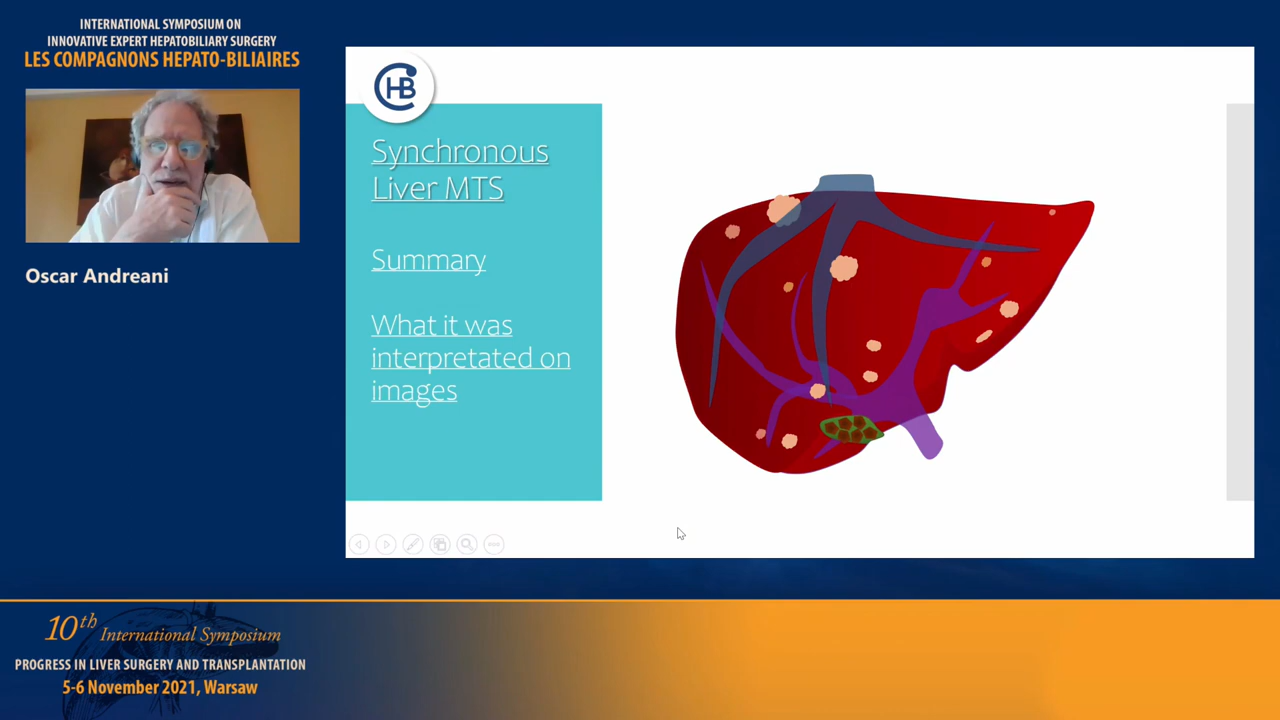 INTERNATIONAL SYMPOSIUM ON
INNOVATIVE EXPERT HEPATOBILIARY SURGERY
LES COMPAGNONS HEPATO-BILIAIRES
Oscar Andreani
CHB
Synchronous
Liver MTS
Summary
What it was
interpretated on
images
10th International Symposium
PROGRESS IN LIVER SURGERY AND TRANSPLANTATION
5-6 November 2021, Warsaw